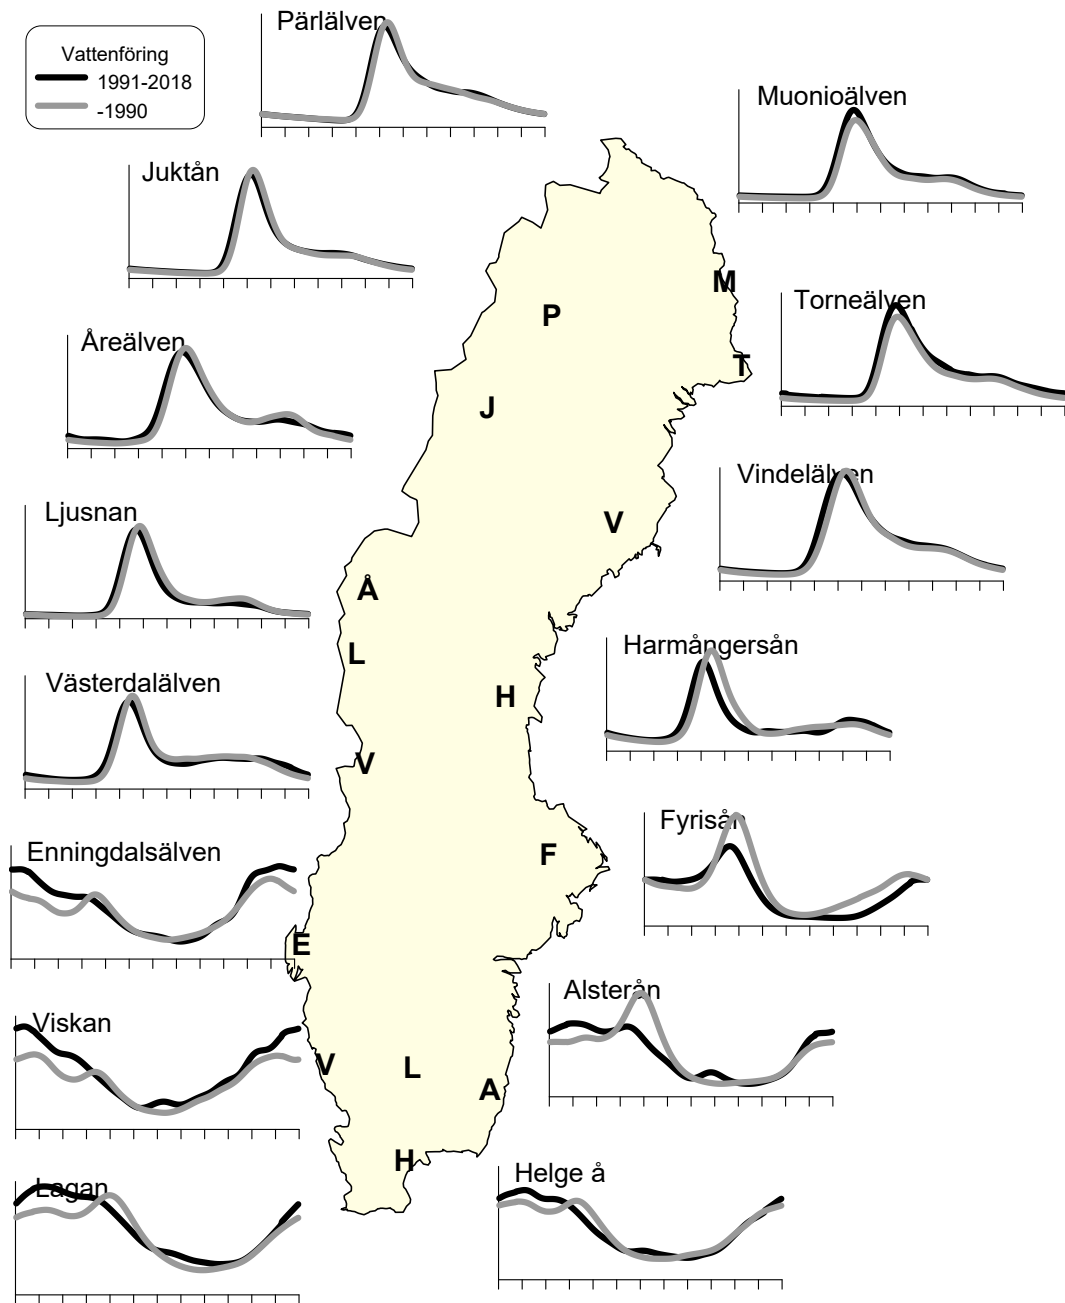 Pärlälven
Vattenföring
1991-2018
-1990
Muonioälven
Juktån
M
Torneälven
P
Åreälven
T
J
Vindelälven
Ljusnan
V
Å
Harmångersån
L
Västerdalälven
H
V
Fyrisån
Enningdalsälven
F
E
Alsterån
Viskan
V
L
A
H
Helge å
Lagan